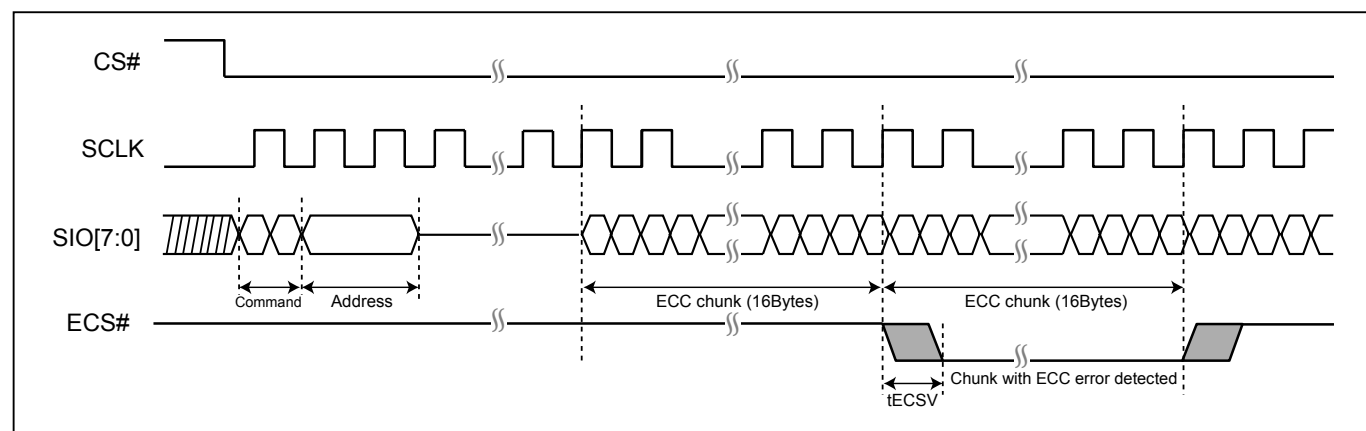 CS#
SCLK
SIO[7:0]
Command
Address
ECC chunk (16Bytes)
ECC chunk (16Bytes)
ECS#
Chunk with ECC error detected
tECSV